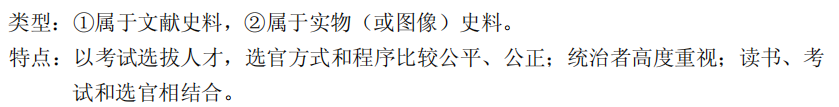 类型：①属于文献史料，②属于实物（或图像）史料。
特点：以考试选拔人才，选官方式和程序比较公平、公正；统治者高度重视；读书、考
试和选官相结合。